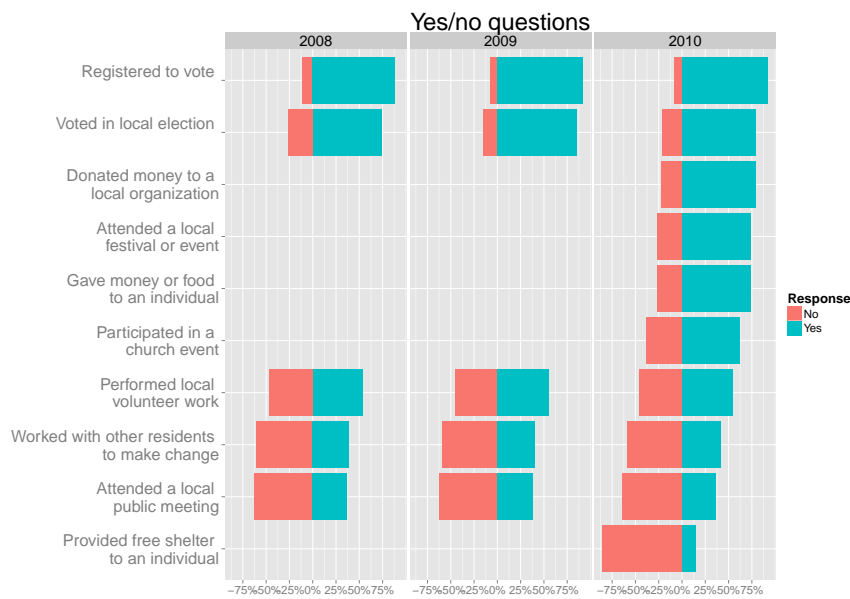 Yes/no questions
2008 2009 2010
Registered to vote
Voted in local election
Donated money to a
local organization
Attended a local
festival or event
Gave money or food
to an individual
Participated in a
church event
Performed local
volunteer work
Worked with other residents
to make change
Attended a local
public meeting
Provided free shelter
to an individual
Response
No
Yes
−75%−50%−25%0% 25%50%75% −75%−50%−25%0% 25%50%75% −75%−50%−25%0% 25%50%75%